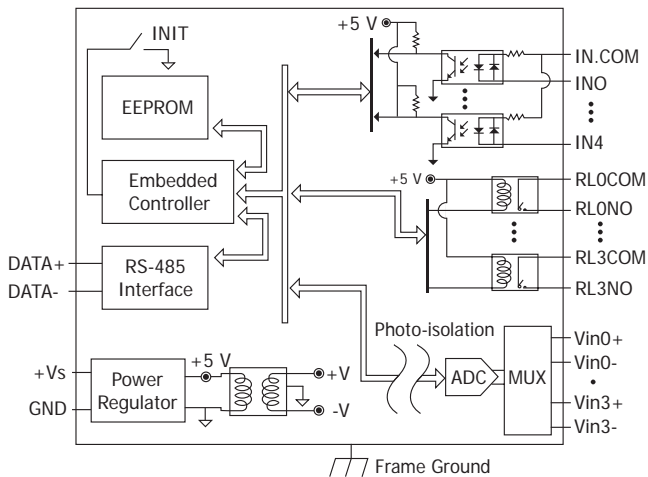 INIT
+5 V
IN.COM
IN0
IN4
EEPROM
Embedded
Controller
+5 V
RL0COM
RL0NO
RL3COM
RL3NO
DATA+
DATA-
RS-485
Interface
Photo-isolation
Vin0+
Vin0-
Vin3+
Vin3-
ADC
MUX
+Vs
GND
Power
Regulator
+5 V
+V
-V
Frame Ground